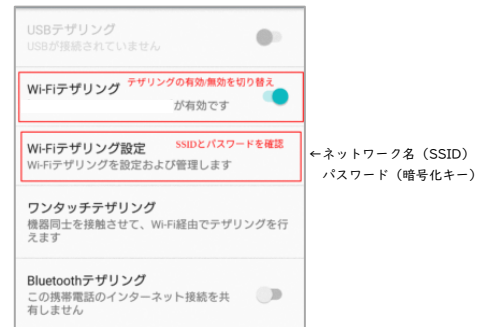 USBテザリング
USBが接続されていません
Wi-Fiテザリング テザリングの有効/無効を切り替え
が有効です
Wi-Fiテザリング設定 SSIDとパスワードを確認
Wi-Fiテザリングを設定および管理します
←ネットワーク名（SSID）
パスワード（暗号化キー）
ワンタッチテザリング
機器同士を接触させて、Wi-Fi経由でテザリングを行
えます
Bluetoothテザリング
この携帯電話のインターネット接続を共
有しません